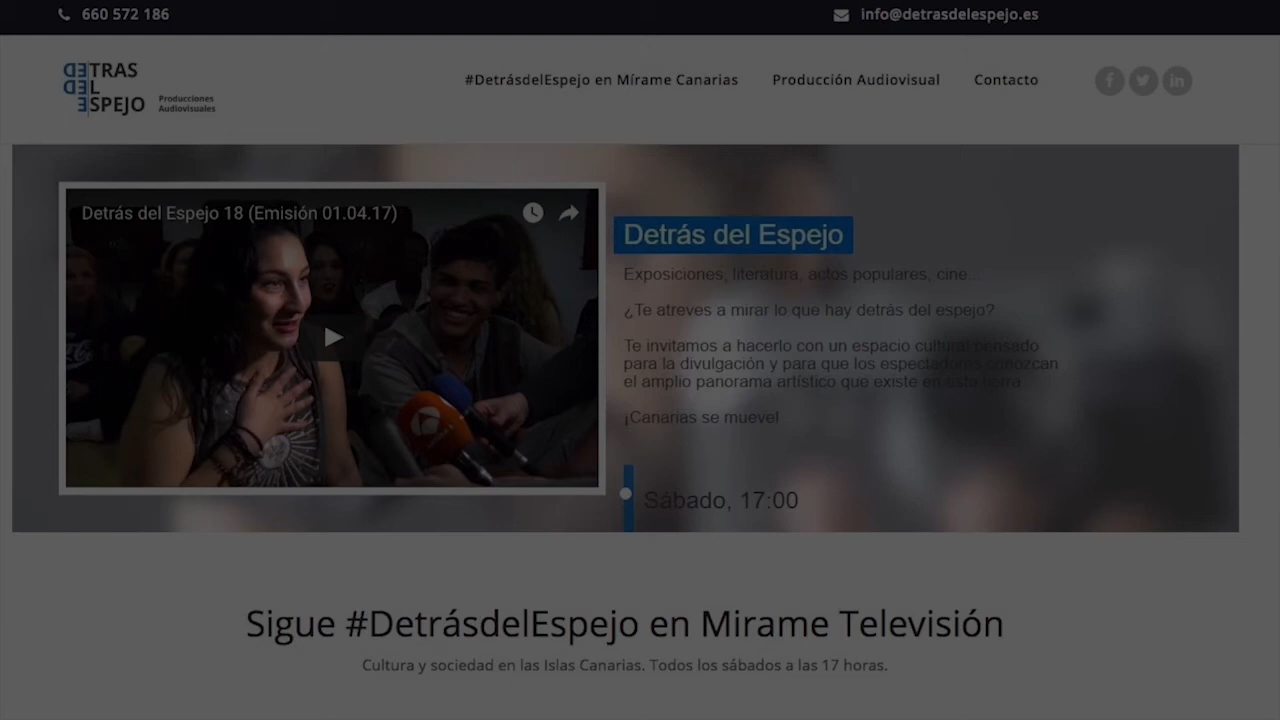 660 572 186
info@detrasdelespejo.es
DETRAS
DEL
ESPEJO
Producciones
Audiovisuales
#DetrásdelEspejo en Mírame Canarias
Producción Audiovisual
Contacto
Detrás del Espejo 18 (Emisión 01.04.17)
Detrás del Espejo
Exposiciones, literatura, actos populares, cine...
¿Te atreves a mirar lo que hay detrás del espejo?
Te invitamos a hacerlo con un espacio cultural pensado
para la divulgación y para que los espectadores conozcan
el amplio panorama artístico que existe en esta tierra
¡Canarias se mueve!
Sábado, 17:00
Sigue #DetrásdelEspejo en Mirame Televisión
Cultura y sociedad en las Islas Canarias. Todos los sábados a las 17 horas.